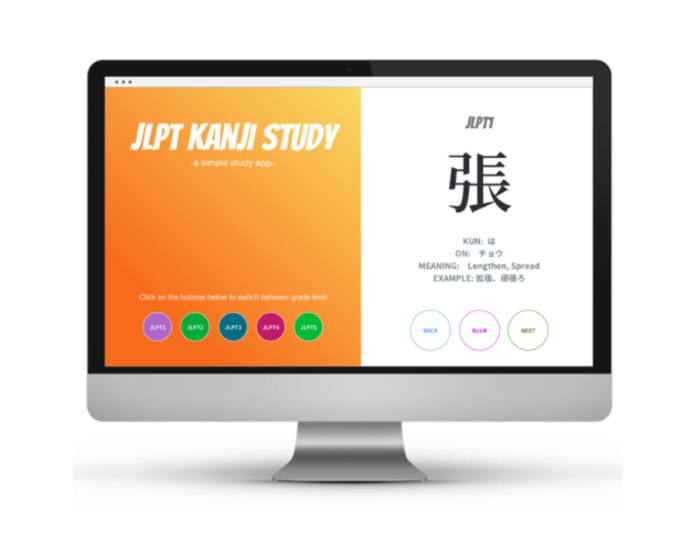 JLPT KANJI STUDY
-a simple study app-
Click on the buttons below to switch between grade level
JLPT1
JLPT2
JLPT3
JLPT4
JLPT5
JLPT1
張
KUN: は
ON: チョウ
MEANING: Lengthen, Spread
EXAMPLE: 拡張、頑張ろ
BACK
BLUR
NEXT